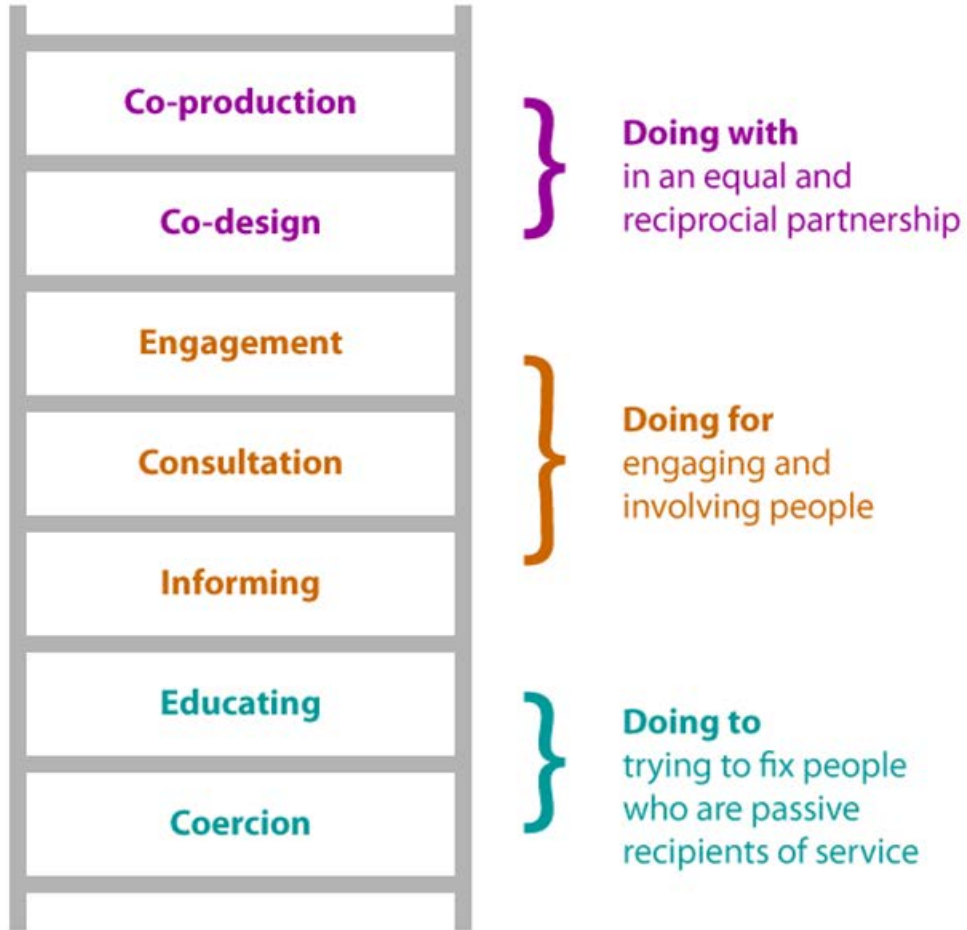 Co-production
Co-design
Doing with
in an equal and
reciprocial partnership
Engagement
Consultation
Informing
Doing for
engaging and
involving people
Educating
Coercion
Doing to
trying to fix people
who are passive
recipients of service